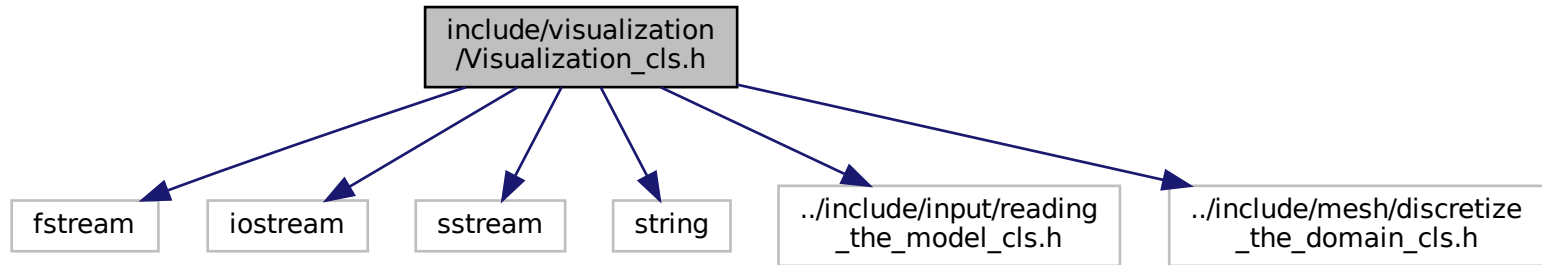 include/visualization
/Visualization_cls.h
fstream
iostream
sstream
string
../include/input/reading
_the_model_cls.h
../include/mesh/discretize
_the_domain_cls.h